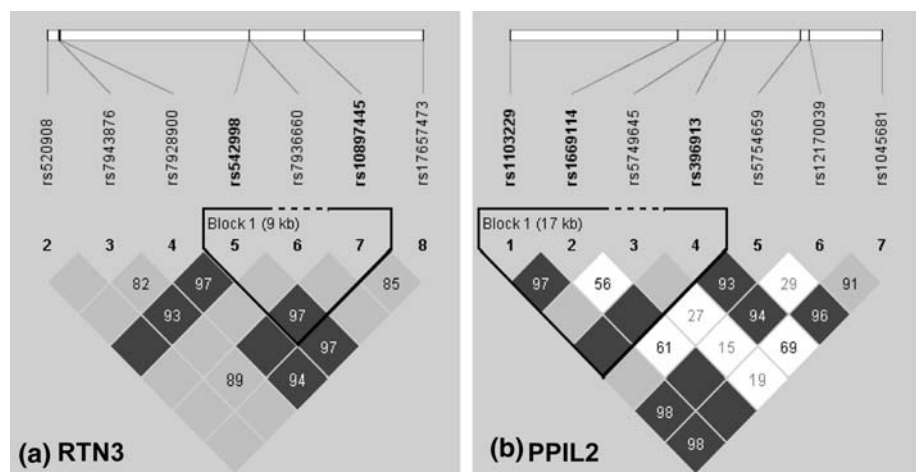 rs520908
rs7943876
rs7928900
rs542998
rs7936660
rs10897445
rs17657473
Block 1 (9 kb)
2 3 4 5 6 7 8
82 97 85
93 97
97
89 94
(a) RTN3
rs1103229
rs1669114
rs5749645
rs396913
rs5754659
rs12170039
rs1045681
Block 1 (17 kb)
1 2 3 4 5 6 7
97 56 93 29 91
27 94 96
61 15 69
19
98
98
(b) PPIL2